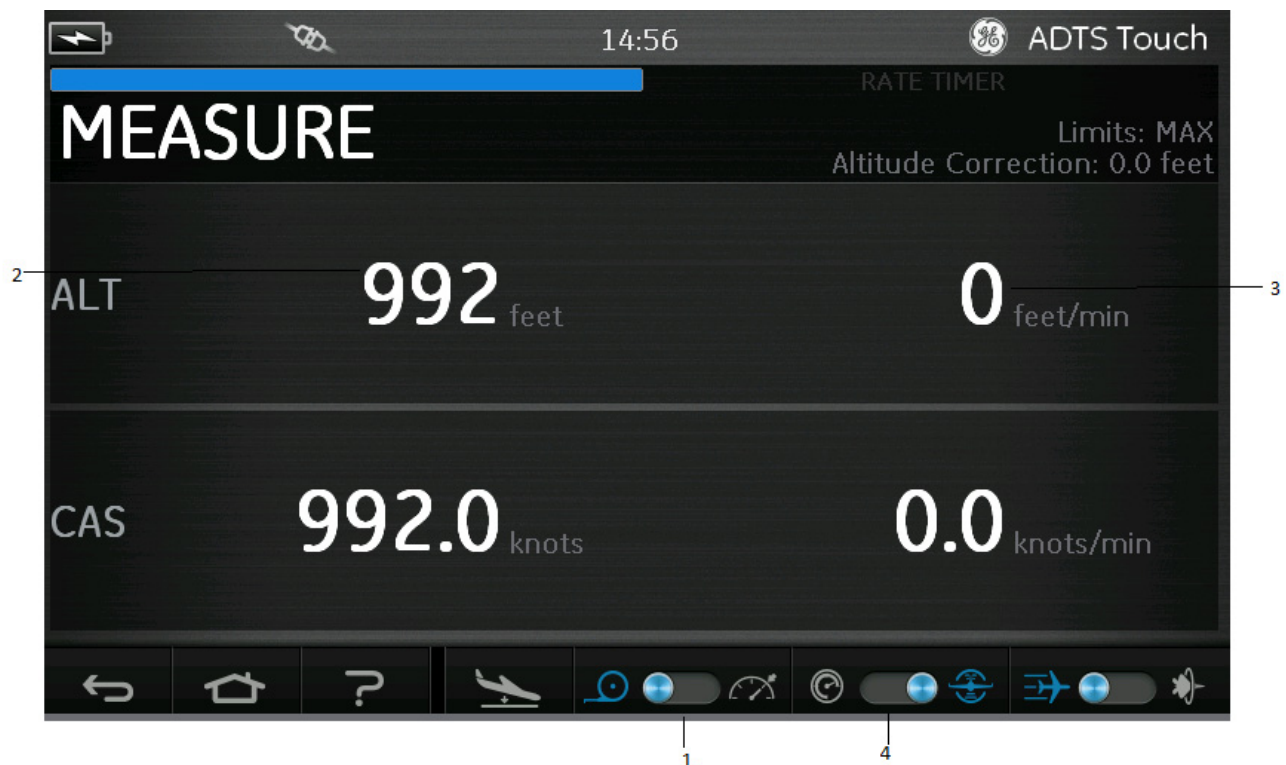 14:56
ADTS Touch
RATE TIMER
MEASURE
Limits: MAX
Altitude Correction: 0.0 feet
2
ALT 992 feet 0 feet/min
3
CAS 992.0 knots 0.0 knots/min
1
4